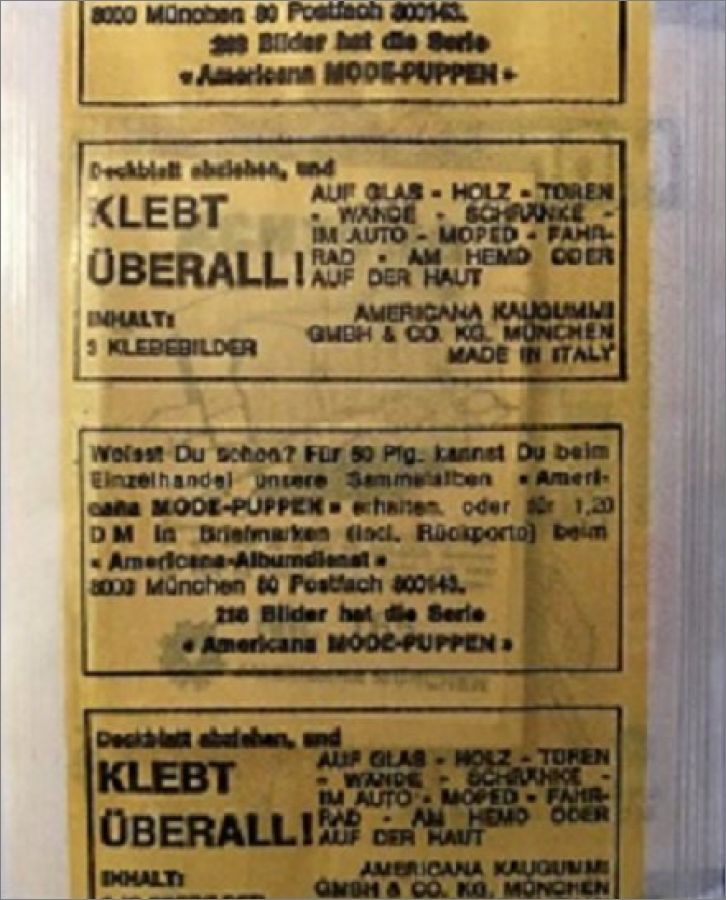 8000 München 80 Postfach 800143.
Bilder hat die Serie
« Americana MODE-PUPPEN »
Deckblatt abziehen, und
KLEBT
ÜBERALL!
AUF GLAS - HOLZ - TÜREN
- WÄNDE - SCHRÄNKE -
IM AUTO - MOPED - FAHR-
RAD - AM HEMD ODER
AUF DER HAUT
INHALT:
3 KLEBEBILDER
AMERICANA KAUGUMMI
GMBH & CO. KG. MÜNCHEN
MADE IN ITALY
Weisst Du schon? Für 50 Pfg. kannst Du beim
Einzelhandel unsere Sammelalben « Ameri-
cana MODE-PUPPEN » erhalten, oder für 1,20
DM in Briefmarken (incl. Rückporto) beim
« Americana-Albumdienst »
8000 München 80 Postfach 800143.
Bilder hat die Serie
« Americana MODE-PUPPEN »
Deckblatt abziehen, und
KLEBT
ÜBERALL!
AUF GLAS - HOLZ - TÜREN
- WÄNDE - SCHRÄNKE -
IM AUTO - MOPED - FAHR-
RAD - AM HEMD ODER
AUF DER HAUT
INHALT:
AMERICANA KAUGUMMI
GMBH & CO. KG. MÜNCHEN